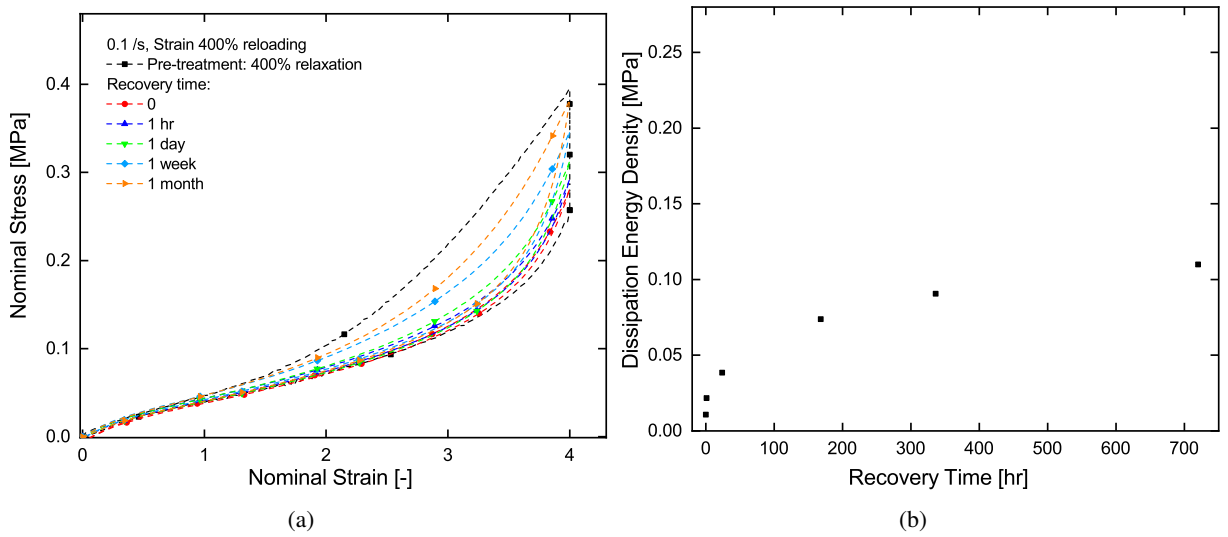 0.1 /s, Strain 400% reloading
Pre-treatment: 400% relaxation
Recovery time:
0
1 hr
1 day
1 week
1 month
Nominal Stress [MPa]
0.4
0.3
0.2
0.1
0.0
0 1 2 3 4
Nominal Strain [-]
(a)
Dissipation Energy Density [MPa]
0.25
0.20
0.15
0.10
0.05
0.00
0 100 200 300 400 500 600 700
Recovery Time [hr]
(b)